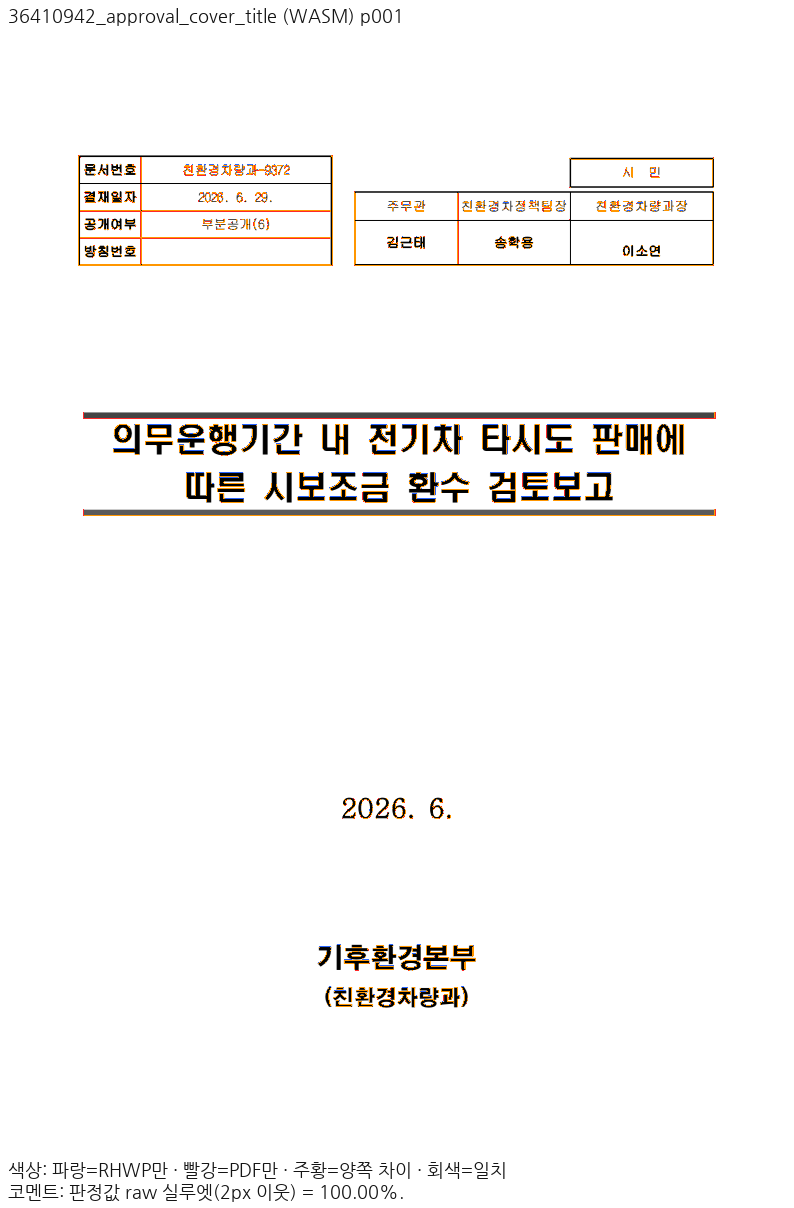 36410942_approval_cover_title (WASM) p001
문서번호 친환경차량과-9372
결재일자 2026. 6. 29.
공개여부 부분공개(6)
방침번호
시 민
주무관 친환경차정책팀장 친환경차량과장
김근태 송학용 이소연
의무운행기간 내 전기차 타시도 판매에
따른 시보조금 환수 검토보고
2026. 6.
기후환경본부
(친환경차량과)
색상: 파랑=RHWP만 · 빨강=PDF만 · 주황=양쪽 차이 · 회색=일치
코멘트: 판정값 raw 실루엣(2px 이웃) = 100.00%.